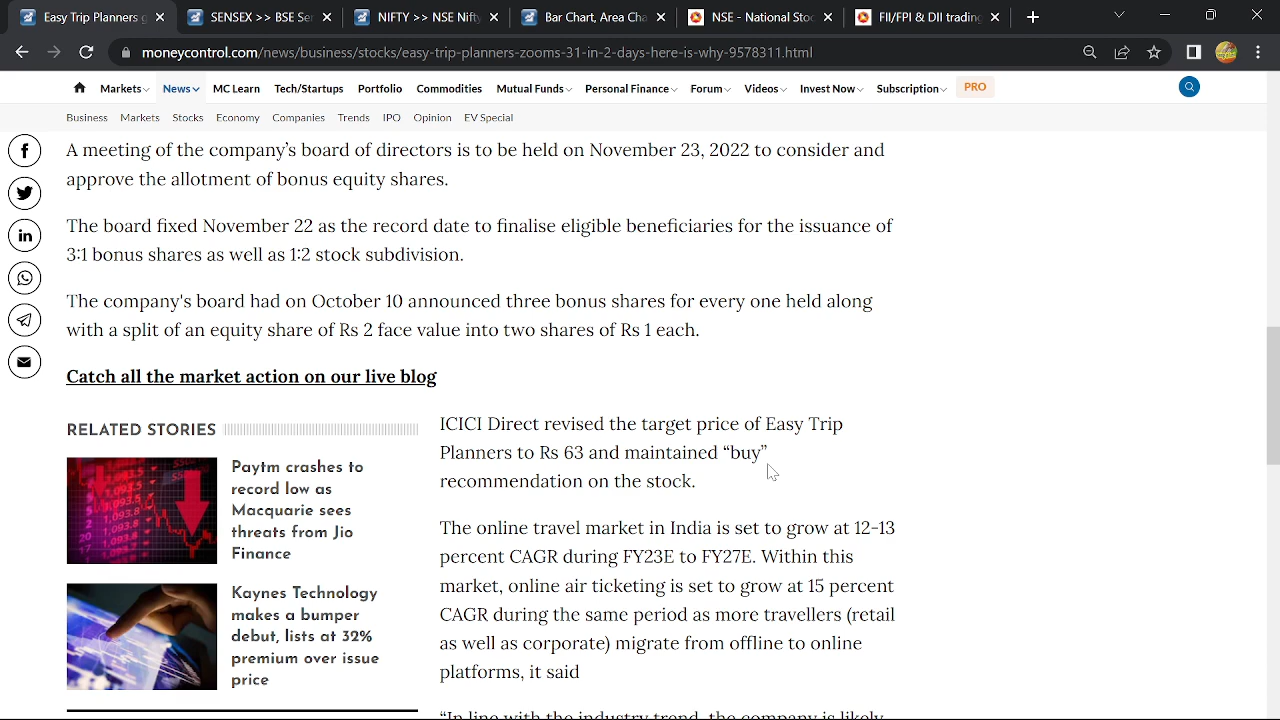 Easy Trip Planners
SENSEX >> BSE Ser
NIFTY >> NSE Nifty
Bar Chart, Area Cha
NSE - National Stoc
FII/FPI & DII trading
moneycontrol.com/news/business/stocks/easy-trip-planners-zooms-31-in-2-days-here-is-why-9578311.html
Markets News MC Learn Tech/Startups Portfolio Commodities Mutual Funds Personal Finance Forum Videos Invest Now Subscription PRO
Business Markets Stocks Economy Companies Trends IPO Opinion EV Special
A meeting of the company’s board of directors is to be held on November 23, 2022 to consider and
approve the allotment of bonus equity shares.
The board fixed November 22 as the record date to finalise eligible beneficiaries for the issuance of
3:1 bonus shares as well as 1:2 stock subdivision.
The company's board had on October 10 announced three bonus shares for every one held along
with a split of an equity share of Rs 2 face value into two shares of Rs 1 each.
Catch all the market action on our live blog
RELATED STORIES
Paytm crashes to
record low as
Macquarie sees
threats from Jio
Finance
Kaynes Technology
makes a bumper
debut, lists at 32%
premium over issue
price
ICICI Direct revised the target price of Easy Trip
Planners to Rs 63 and maintained “buy”
recommendation on the stock.
The online travel market in India is set to grow at 12-13
percent CAGR during FY23E to FY27E. Within this
market, online air ticketing is set to grow at 15 percent
CAGR during the same period as more travellers (retail
as well as corporate) migrate from offline to online
platforms, it said
“In line with the industry trend, the company is likely